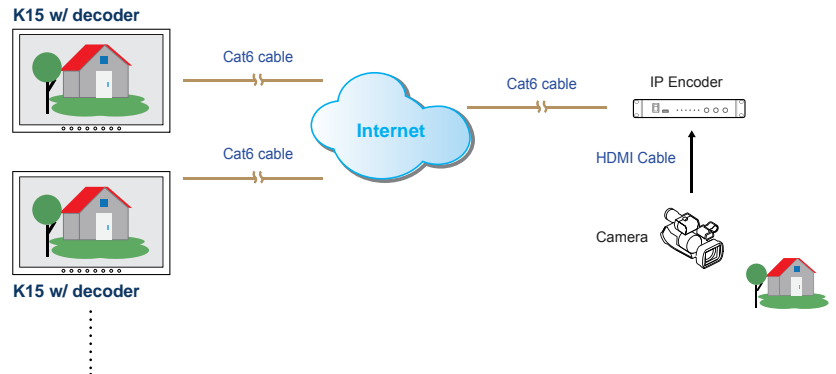 K15 w/ decoder
Cat6 cable
Cat6 cable
IP Encoder
Internet
Cat6 cable
HDMI Cable
Camera
K15 w/ decoder